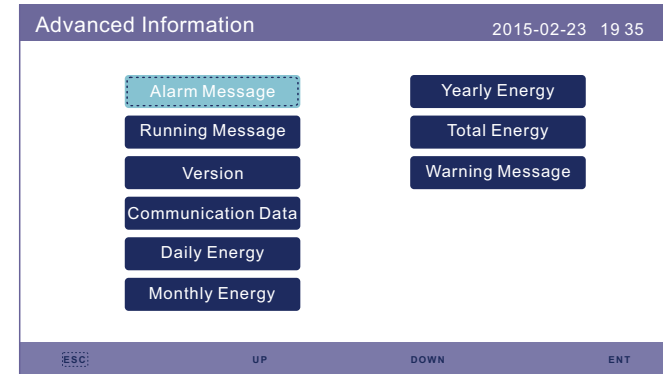 Advanced Information
2015-02-23 19 35
Alarm Message
Running Message
Version
Communication Data
Daily Energy
Monthly Energy
Yearly Energy
Total Energy
Warning Message
ESC UP DOWN ENT